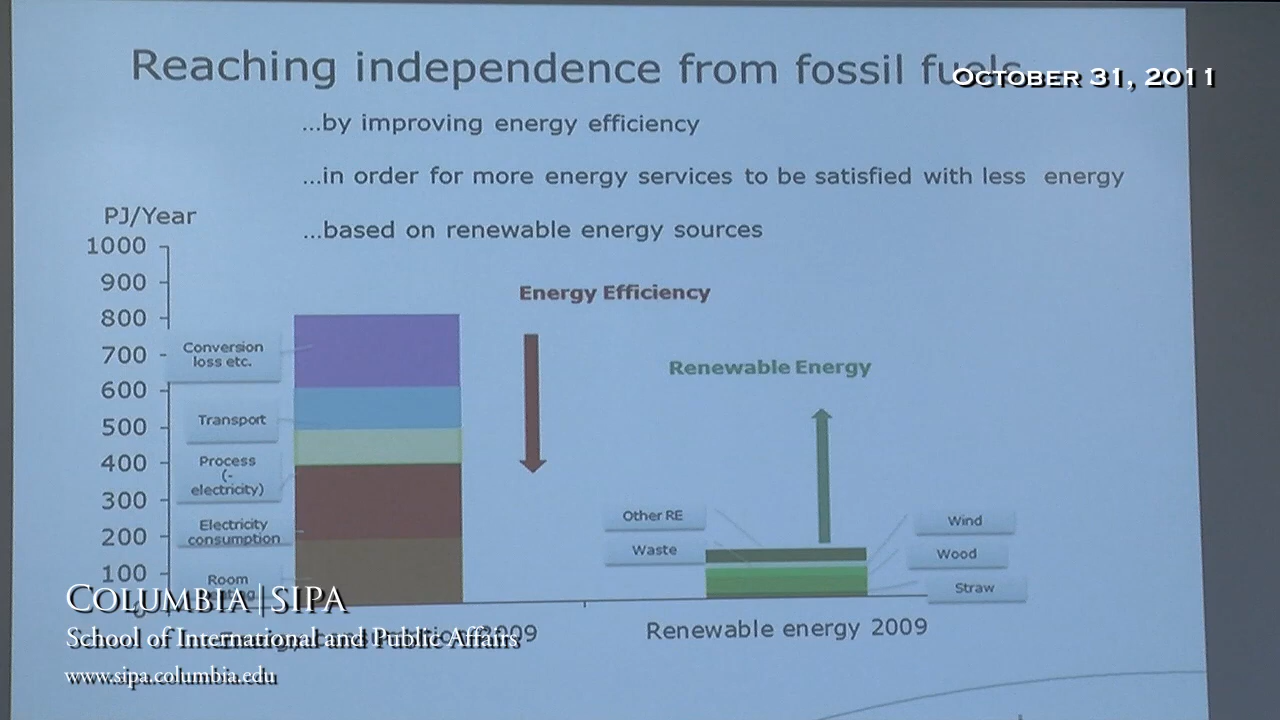 Reaching independence from fossil fuels
OCTOBER 31, 2011
...by improving energy efficiency
...in order for more energy services to be satisfied with less energy
...based on renewable energy sources
PJ/Year
1000
900
800
700
600
500
400
300
200
100
0
Conversion
loss etc.
Transport
Process
(-
electricity)
Electricity
consumption
Room
Energy Efficiency
Renewable Energy
Other RE
Waste
Wind
Wood
Straw
2009
Renewable energy 2009
COLUMBIA|SIPA
School of International and Public Affairs
www.sipa.columbia.edu